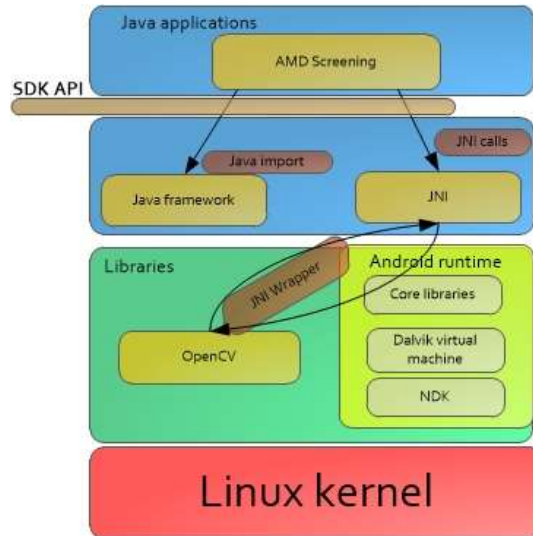 Java applications
AMD Screening
SDK API
JNI calls
Java import
Java framework
JNI
Libraries
Android runtime
JNI Wrapper
Core libraries
OpenCV
Dalvik virtual
machine
NDK
Linux kernel